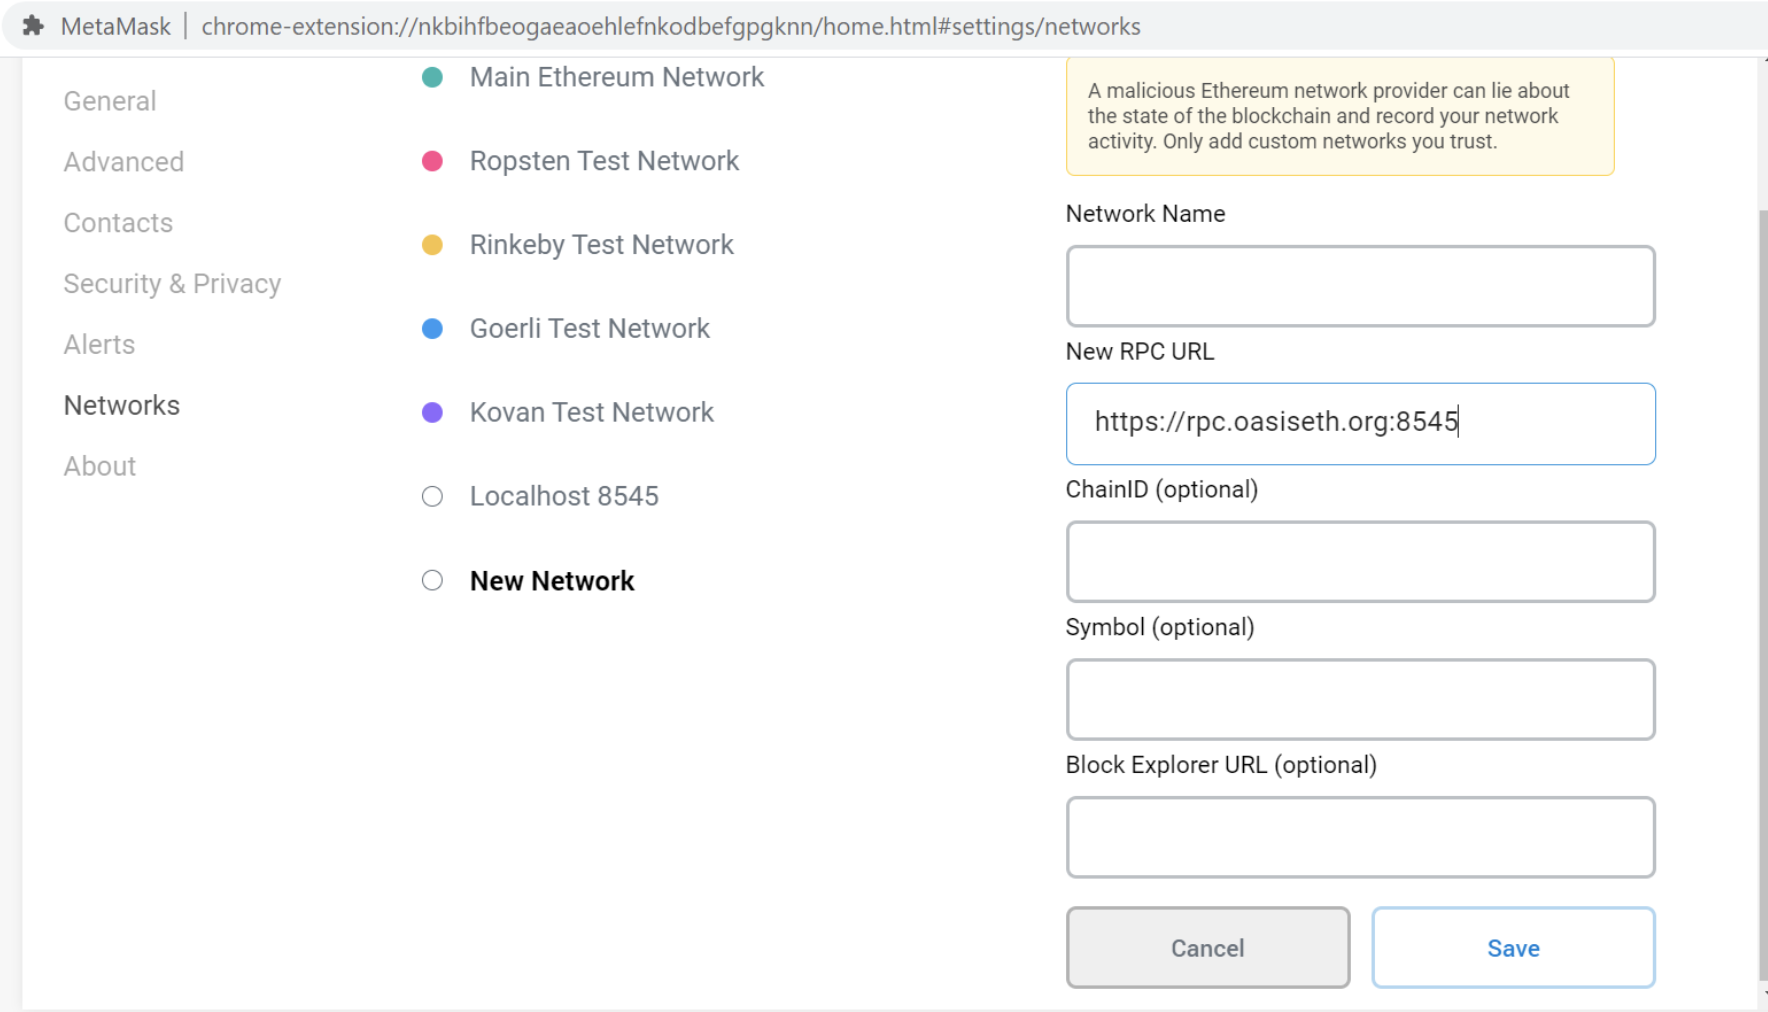 MetaMask | chrome-extension://nkbihfbeogaeaoehlefnkodbefgpgknn/home.html#settings/networks
General
Advanced
Contacts
Security & Privacy
Alerts
Networks
About
Main Ethereum Network
Ropsten Test Network
Rinkeby Test Network
Goerli Test Network
Kovan Test Network
Localhost 8545
New Network
A malicious Ethereum network provider can lie about
the state of the blockchain and record your network
activity. Only add custom networks you trust.
Network Name
New RPC URL
https://rpc.oasiseth.org:8545
ChainID (optional)
Symbol (optional)
Block Explorer URL (optional)
Cancel
Save